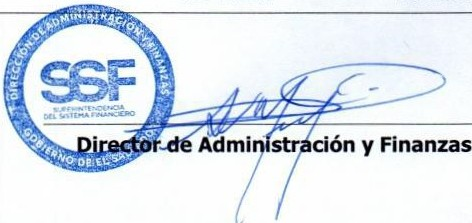 DIRECCIÓN DE ADMINISTRACIÓN Y FINANZAS
SSF
SUPERINTENDENCIA
DEL SISTEMA FINANCIERO
GOBIERNO DE EL SALVADOR
Director de Administración y Finanzas